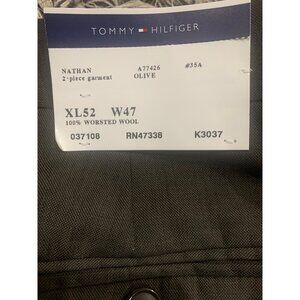 TOMMY HILFIGER
NATHAN A77426 #35A
2-piece garment OLIVE
XL52 W47
100% WORSTED WOOL
037108 RN47338 K3037